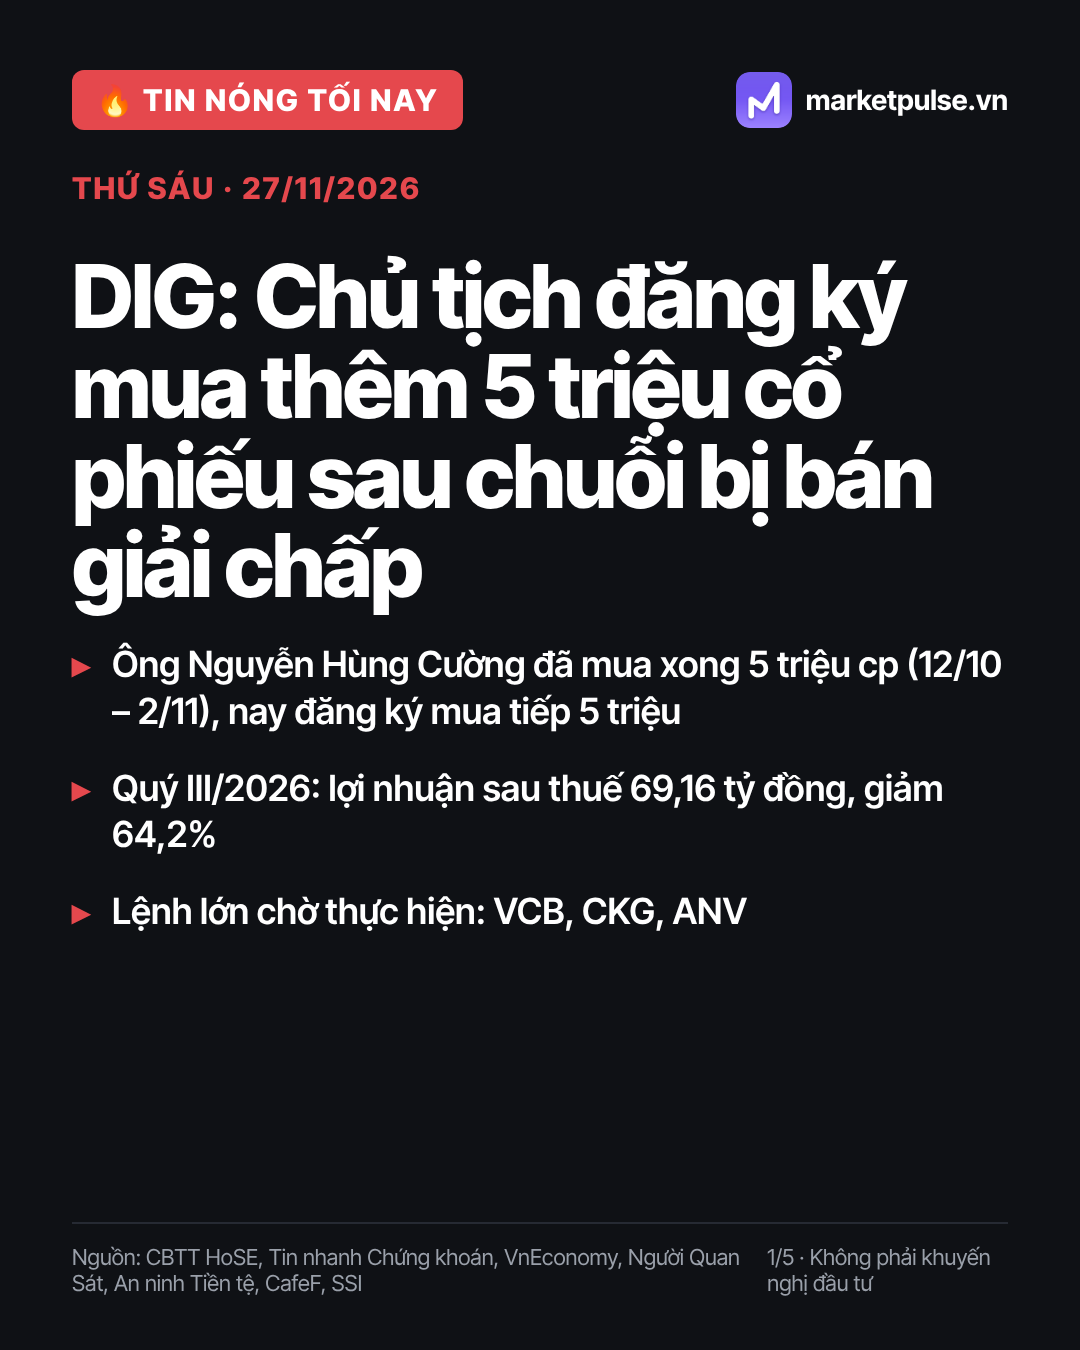 🔥 TIN NÓNG TỐI NAY
marketpulse.vn
THỨ SÁU · 27/11/2026
DIG: Chủ tịch đăng ký
mua thêm 5 triệu cổ
phiếu sau chuỗi bị bán
giải chấp
▶ Ông Nguyễn Hùng Cường đã mua xong 5 triệu cp (12/10
– 2/11), nay đăng ký mua tiếp 5 triệu
▶ Quý III/2026: lợi nhuận sau thuế 69,16 tỷ đồng, giảm
64,2%
▶ Lệnh lớn chờ thực hiện: VCB, CKG, ANV
Nguồn: CBTT HoSE, Tin nhanh Chứng khoán, VnEconomy, Người Quan
Sát, An ninh Tiền tệ, CafeF, SSI
1/5 · Không phải khuyến
nghị đầu tư